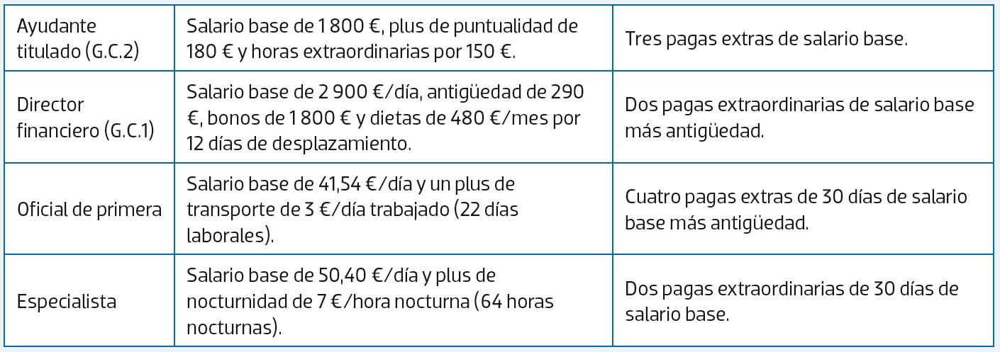 Ayudante
titulado (G.C.2)
Salario base de 1 800 €, plus de puntualidad de
180 € y horas extraordinarias por 150 €.
Tres pagas extras de salario base.
Director
financiero (G.C.1)
Salario base de 2 900 €/día, antigüedad de 290
€, bonos de 1 800 € y dietas de 480 €/mes por
12 días de desplazamiento.
Dos pagas extraordinarias de salario base
más antigüedad.
Oficial de primera
Salario base de 41,54 €/día y un plus de
transporte de 3 €/día trabajado (22 días
laborales).
Cuatro pagas extras de 30 días de salario
base más antigüedad.
Especialista
Salario base de 50,40 €/día y plus de
nocturnidad de 7 €/hora nocturna (64 horas
nocturnas).
Dos pagas extraordinarias de 30 días de
salario base.